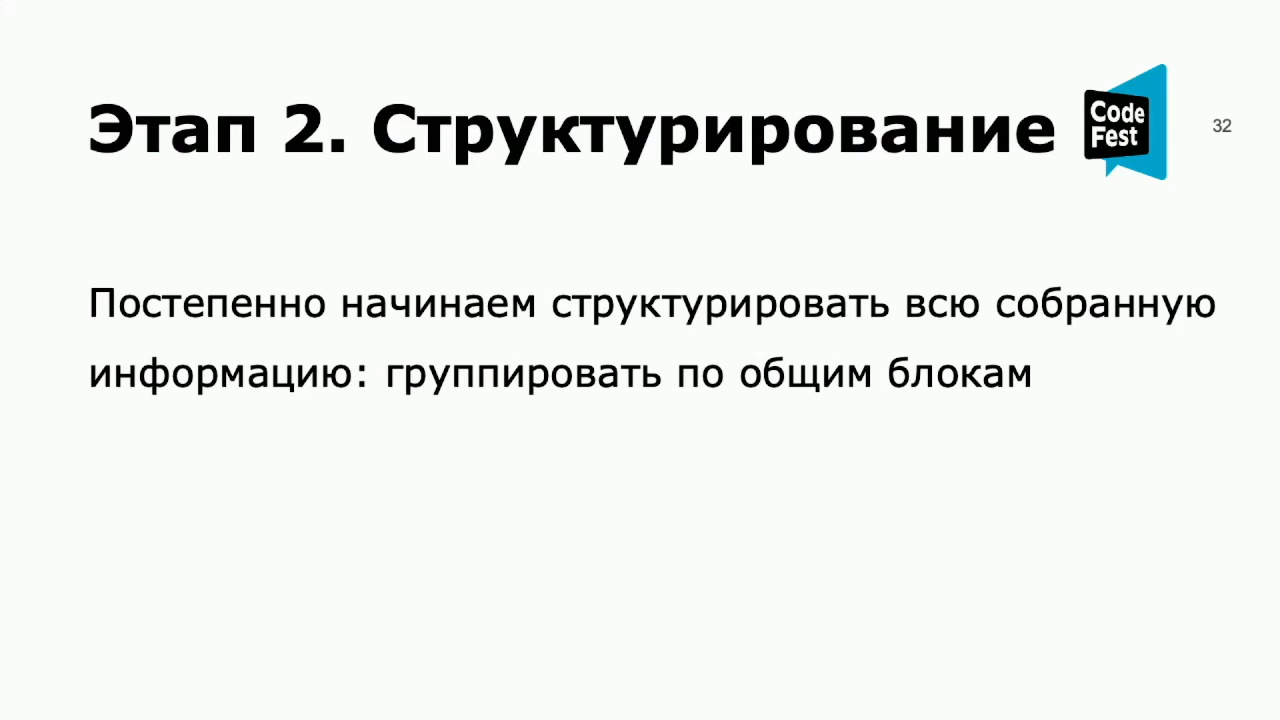 Этап 2. Структурирование
Code
Fest
32
Постепенно начинаем структурировать всю собранную
информацию: группировать по общим блокам